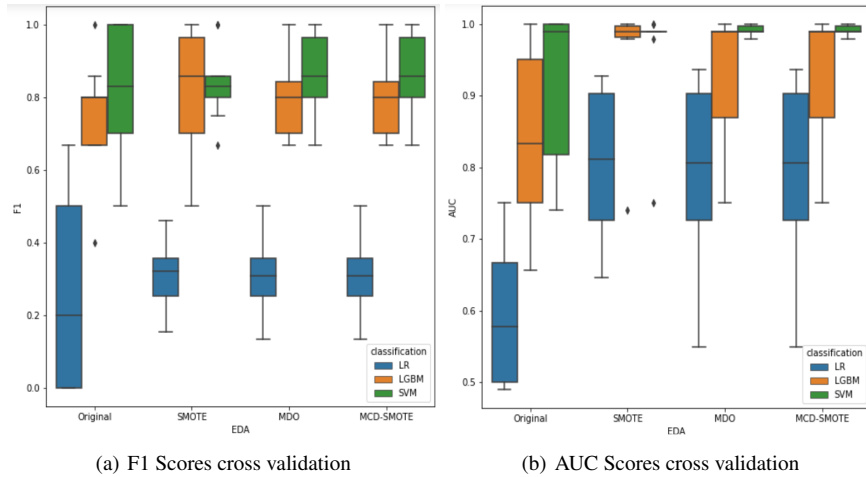 1.0
0.8
0.6
0.4
0.2
0.0
F1
Original
SMOTE
MDO
MCD-SMOTE
EDA
classification
LR
LGBM
SVM
(a) F1 Scores cross validation
1.0
0.9
0.8
0.7
0.6
0.5
AUC
Original
SMOTE
MDO
MCD-SMOTE
EDA
classification
LR
LGBM
SVM
(b) AUC Scores cross validation